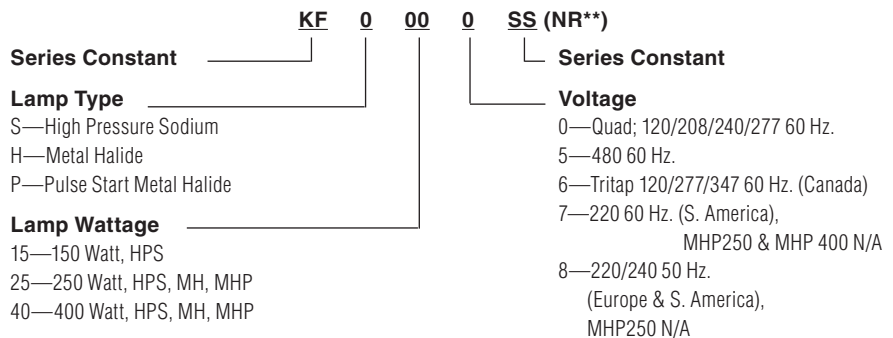 KF 0 00 0 SS (NR**)
Series Constant
Lamp Type
S—High Pressure Sodium
H—Metal Halide
P—Pulse Start Metal Halide
Lamp Wattage
15—150 Watt, HPS
25—250 Watt, HPS, MH, MHP
40—400 Watt, HPS, MH, MHP
Series Constant
Voltage
0—Quad; 120/208/240/277 60 Hz.
5—480 60 Hz.
6—Tritap 120/277/347 60 Hz. (Canada)
7—220 60 Hz. (S. America),
MHP250 & MHP 400 N/A
8—220/240 50 Hz.
(Europe & S. America),
MHP250 N/A